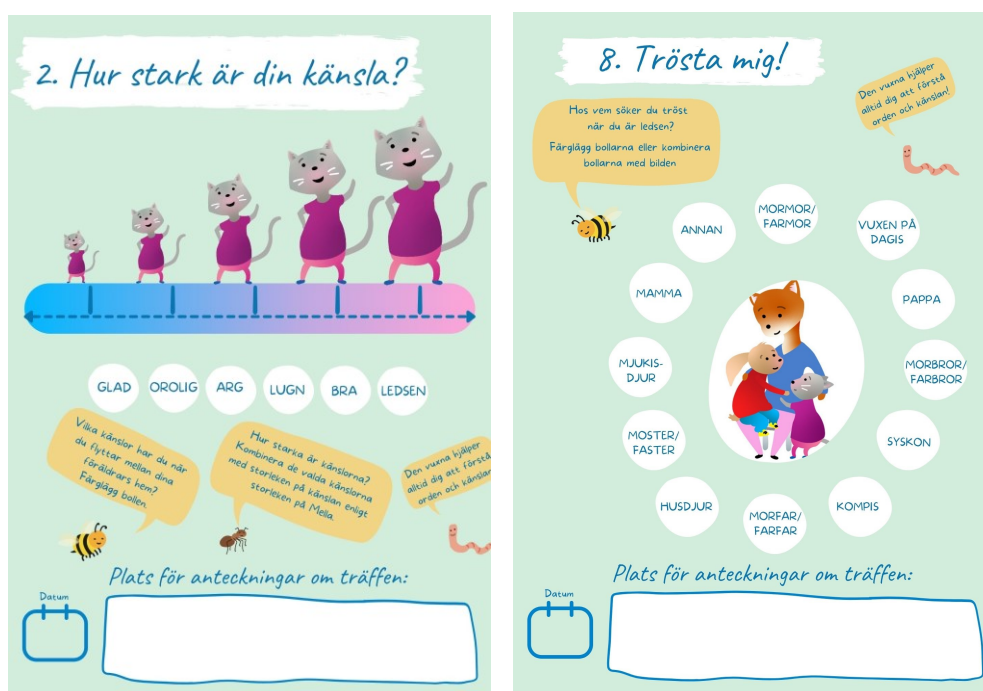 2. Hur stark är din känsla?
GLAD
OROLIG
ARG
LUGN
BRA
LEDSEN
Vilka känslor har du när
du flyttar mellan dina
föräldrars hem?
Färglägg bollen.
Hur starka är känslorna?
Kombinera de valda känslorna
med storleken på känslan enligt
storleken på Mella.
Den vuxna hjälper
alltid dig att förstå
orden och känslan
Plats för anteckningar om träffen:
Datum
8. Trösta mig!
Hos vem söker du tröst
när du är ledsen?
Färglägg bollarna eller kombinera
bollarna med bilden
Den vuxna hjälper
alltid dig att förstå
orden och känslan!
ANNAN
MORMOR/
FARMOR
VUXEN PÅ
DAGIS
MAMMA
PAPPA
MJUKIS-
DJUR
MORBROR/
FARBROR
MOSTER/
FASTER
SYSKON
HUSDJUR
MORFAR/
FARFAR
KOMPIS
Plats för anteckningar om träffen:
Datum